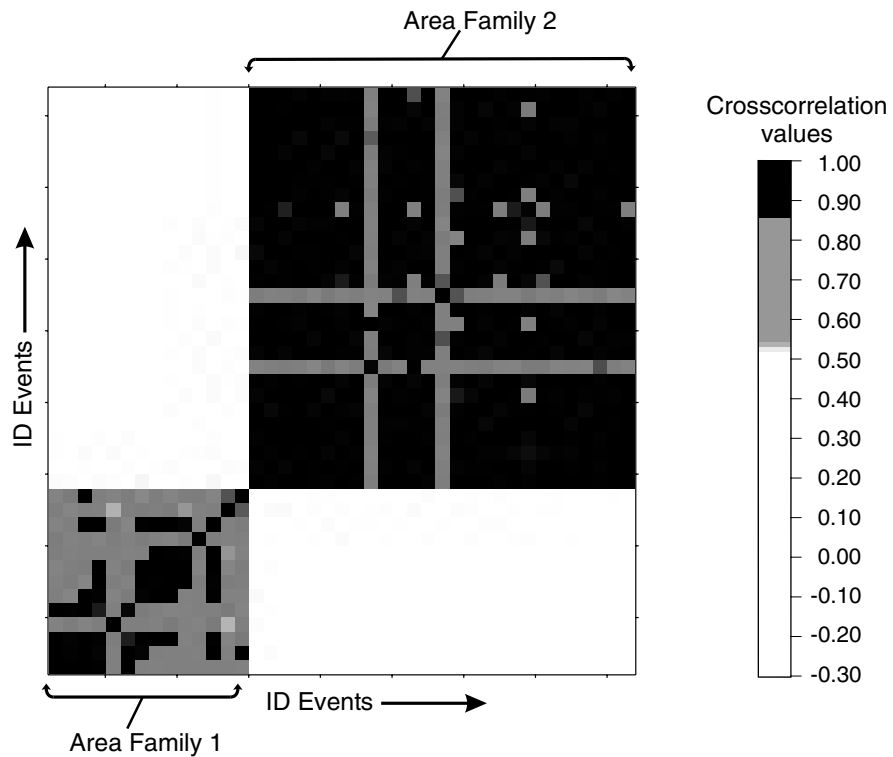 Area Family 2
Crosscorrelation
values
1.00
0.90
0.80
0.70
0.60
0.50
0.40
0.30
0.20
0.10
0.00
-0.10
-0.20
-0.30
ID Events
ID Events
Area Family 1